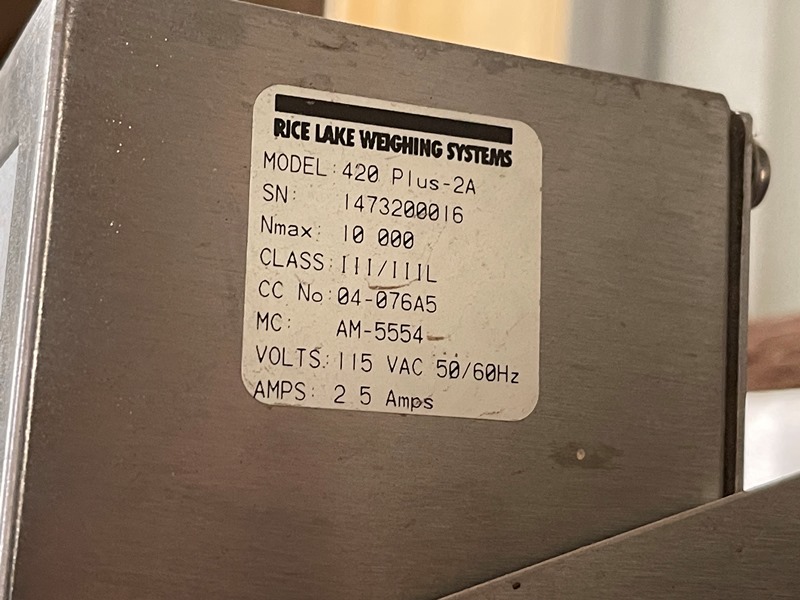 RICE LAKE WEIGHING SYSTEMS
MODEL: 420 Plus-2A
SN: 1473200016
Nmax: 10 000
CLASS: III/IIIL
CC No: 04-076A5
MC: AM-5554
VOLTS: 115 VAC 50/60Hz
AMPS: 2 5 Amps